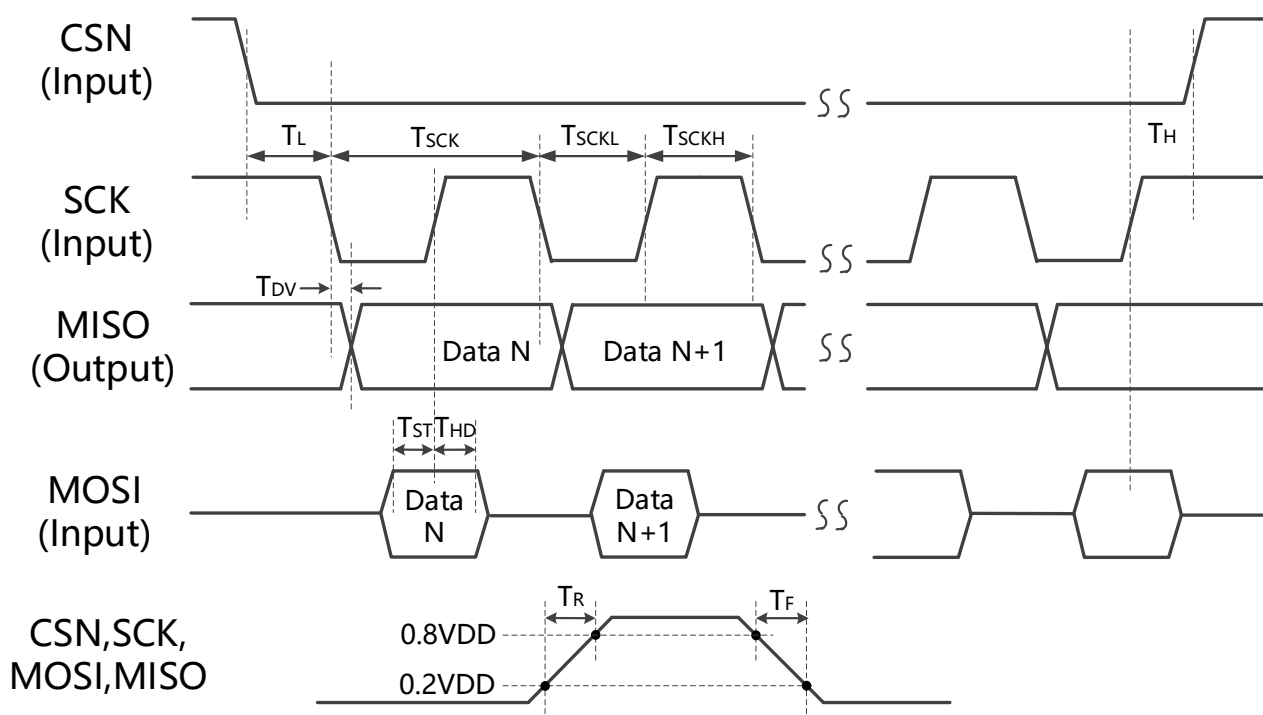 CSN
(Input)
TL
TSCK
TSCKL
TSCKH
TH
SCK
(Input)
TDV
MISO
(Output)
Data N
Data N+1
TST
THD
MOSI
(Input)
Data
N
Data
N+1
TR
TF
CSN,SCK,
MOSI,MISO
0.8VDD
0.2VDD